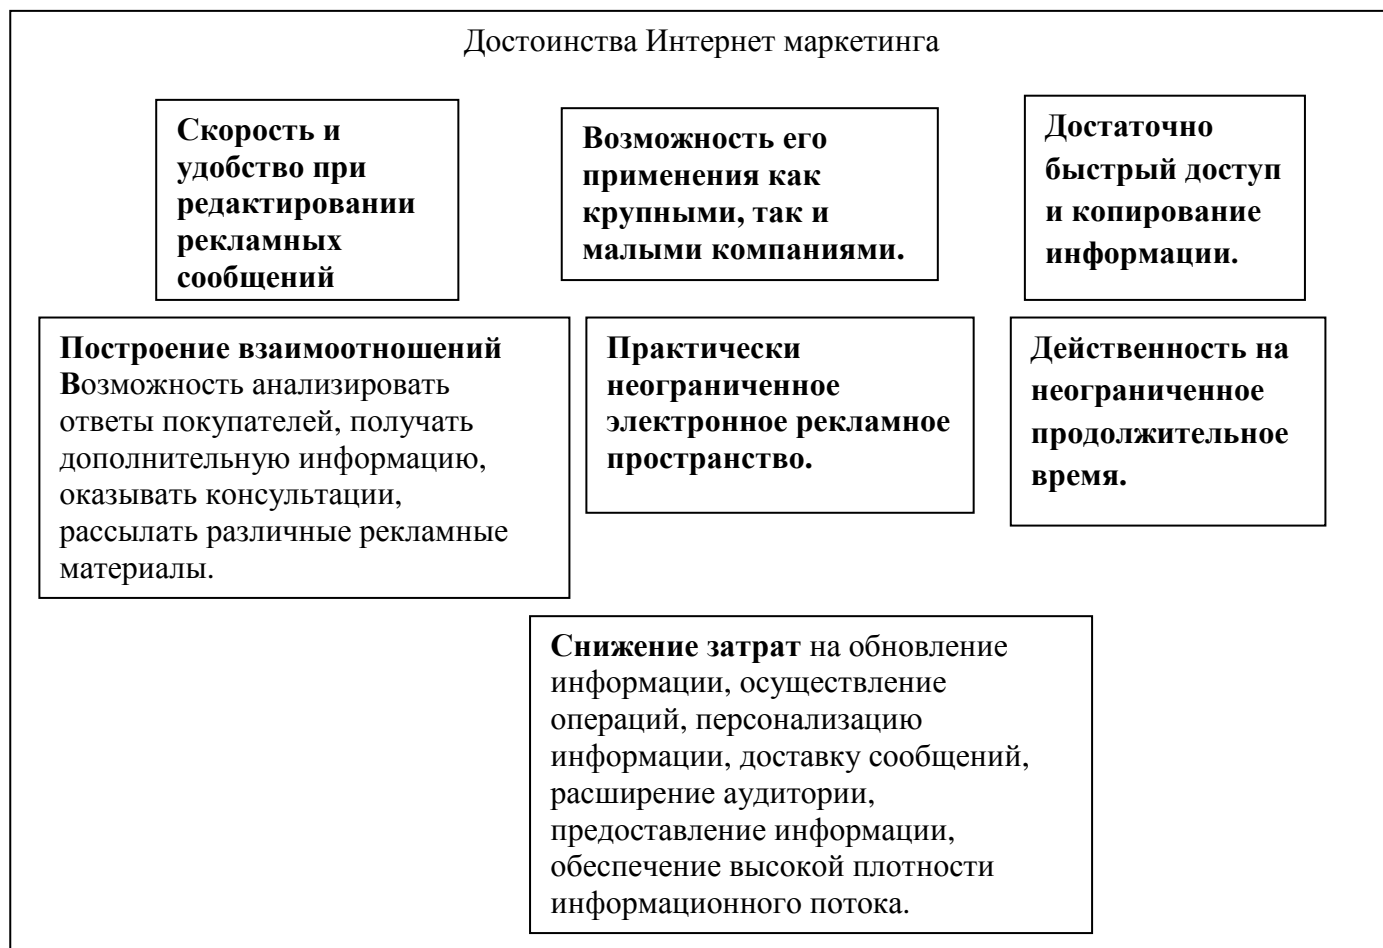 Достоинства Интернет маркетинга
Скорость и
удобство при
редактировании
рекламных
сообщений
Возможность его
применения как
крупными, так и
малыми компаниями.
Достаточно
быстрый доступ
и копирование
информации.
Построение взаимоотношений
Возможность анализировать
ответы покупателей, получать
дополнительную информацию,
оказывать консультации,
рассылать различные рекламные
материалы.
Практически
неограниченное
электронное рекламное
пространство.
Действенность на
неограниченное
продолжительное
время.
Снижение затрат на обновление
информации, осуществление
операций, персонализацию
информации, доставку сообщений,
расширение аудитории,
предоставление информации,
обеспечение высокой плотности
информационного потока.